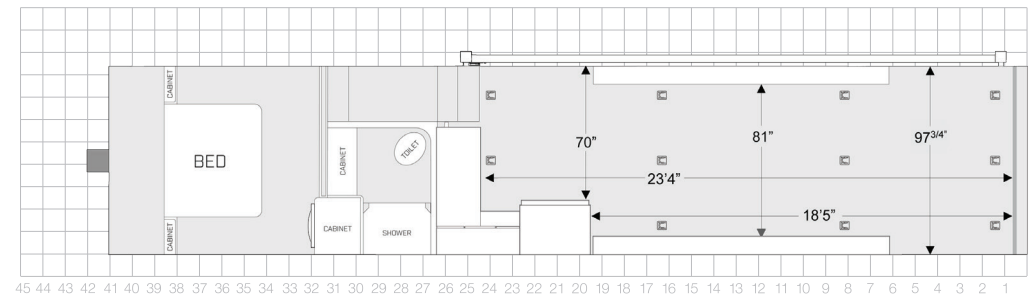 CABINET
BED
CABINET
CABINET
TOILET
CABINET
SHOWER
70”
81”
97 3/4”
23’4”
18’5”
45 44 43 42 41 40 39 38 37 36 35 34 33 32 31 30 29 28 27 26 25 24 23 22 21 20 19 18 17 16 15 14 13 12 11 10 9 8 7 6 5 4 3 2 1